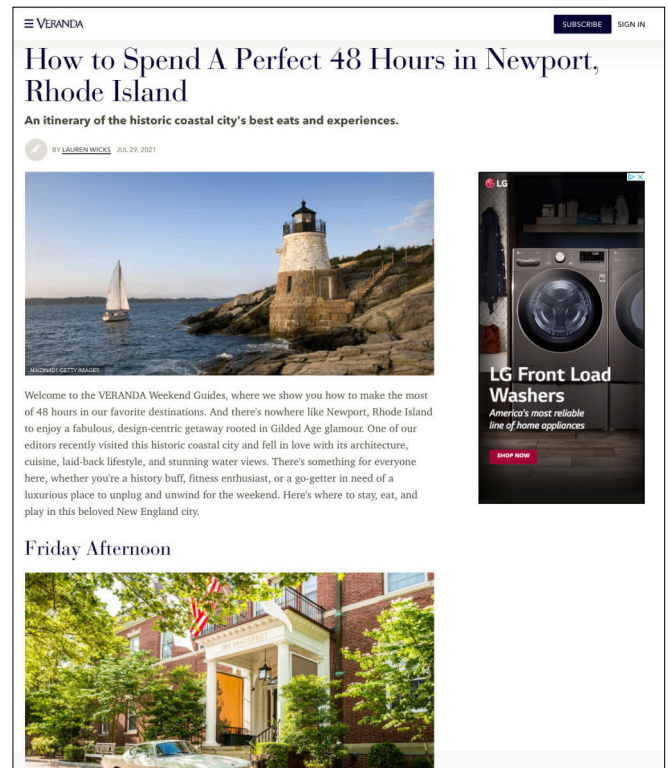 VERANDA
SUBSCRIBE
SIGN IN
How to Spend A Perfect 48 Hours in Newport,
Rhode Island
An itinerary of the historic coastal city's best eats and experiences.
BY LAUREN WICKS JUL 29, 2021
NIKON401 GETTY IMAGES
LG
LG Front Load
Washers
America's most reliable
line of home appliances
SHOP NOW
Welcome to the VERANDA Weekend Guides, where we show you how to make the most
of 48 hours in our favorite destinations. And there's nowhere like Newport, Rhode Island
to enjoy a fabulous, design-centric getaway rooted in Gilded Age glamour. One of our
editors recently visited this historic coastal city and fell in love with its architecture,
cuisine, laid-back lifestyle, and stunning water views. There's something for everyone
here, whether you're a history buff, fitness enthusiast, or a go-getter in need of a
luxurious place to unplug and unwind for the weekend. Here's where to stay, eat, and
play in this beloved New England city.
Friday Afternoon
THE VANDERBILT